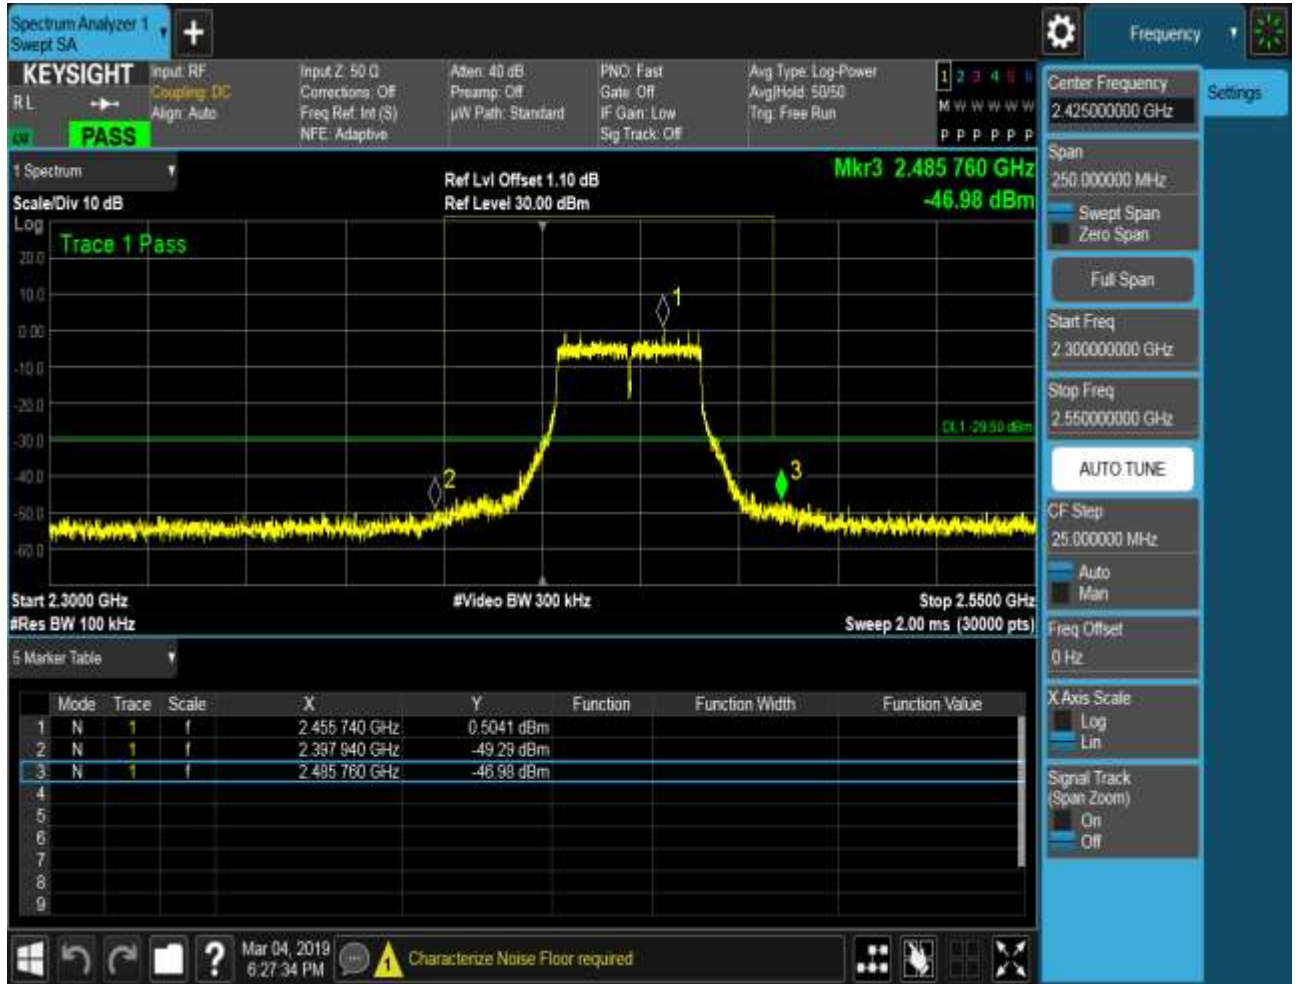 Spectrum Analyzer 1
Swept SA
+
Frequency
KEYSIGHT
RL
PASS
Input: RF
Coupling: DC
Align: Auto
Input Z: 50 Ω
Corrections: Off
Freq Ref: Int (S)
NFE: Adaptive
Atten: 40 dB
Preamp: Off
µW Path: Standard
PNO: Fast
Gate: Off
IF Gain: Low
Sig Track: Off
Avg Type: Log-Power
Avg|Hold: 50/50
Trig: Free Run
1 2 3 4 5 6
M W W W W W
P P P P P P
1 Spectrum
Scale/Div 10 dB
Log
Ref Lvl Offset 1.10 dB
Ref Level 30.00 dBm
Mkr3 2.485 760 GHz
-46.98 dBm
Trace 1 Pass
20.0
10.0
0.00
-10.0
-20.0
-30.0
-40.0
-50.0
-60.0
1
2
3
DL1 -29.50 dBm
Start 2.3000 GHz
#Res BW 100 kHz
#Video BW 300 kHz
Stop 2.5500 GHz
Sweep 2.00 ms (30000 pts)
5 Marker Table
Mode Trace Scale X Y Function Function Width Function Value
1 N 1 f 2.455 740 GHz 0.5041 dBm
2 N 1 f 2.397 940 GHz -49.29 dBm
3 N 1 f 2.485 760 GHz -46.98 dBm
4
5
6
7
8
9
Mar 04, 2019
6:27:34 PM
?
1
Characterize Noise Floor required
Center Frequency
2.425000000 GHz
Span
250.000000 MHz
Swept Span
Zero Span
Full Span
Start Freq
2.300000000 GHz
Stop Freq
2.550000000 GHz
AUTO TUNE
CF Step
25.000000 MHz
Auto
Man
Freq Offset
0 Hz
X Axis Scale
Log
Lin
Signal Track
(Span Zoom)
On
Off
Settings